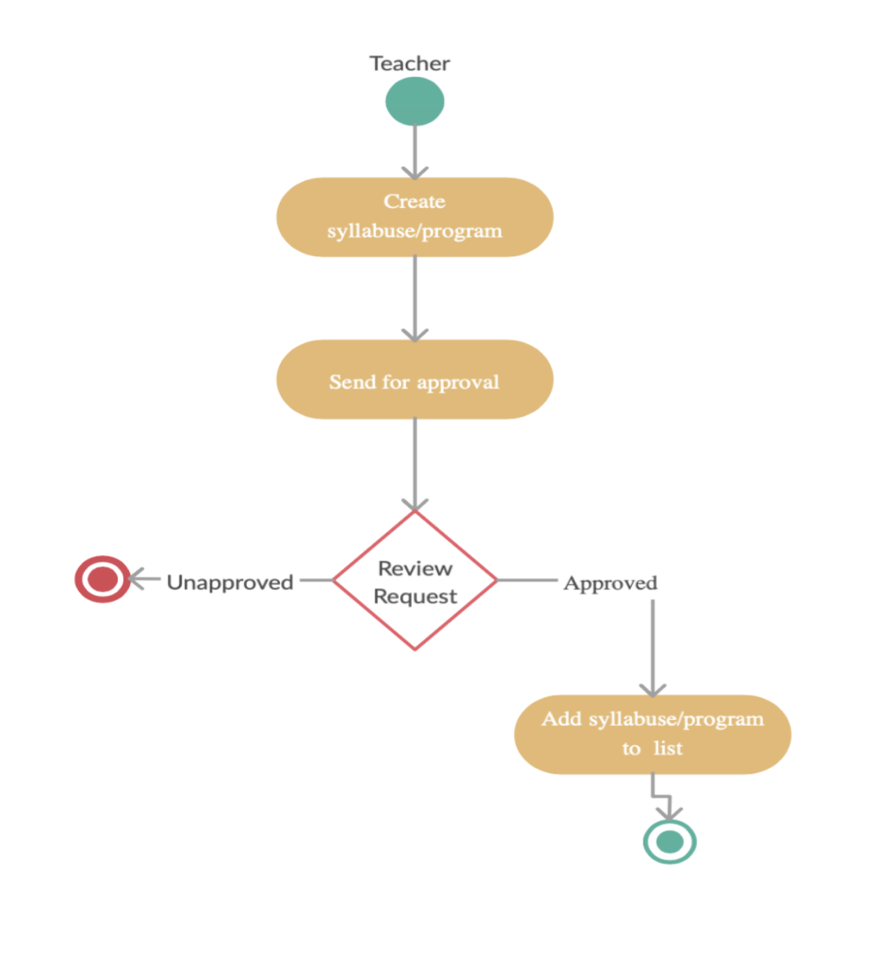 Teacher
Create
syllabuse/program
Send for approval
Review
Request
Unapproved
Approved
Add syllabuse/program
to list